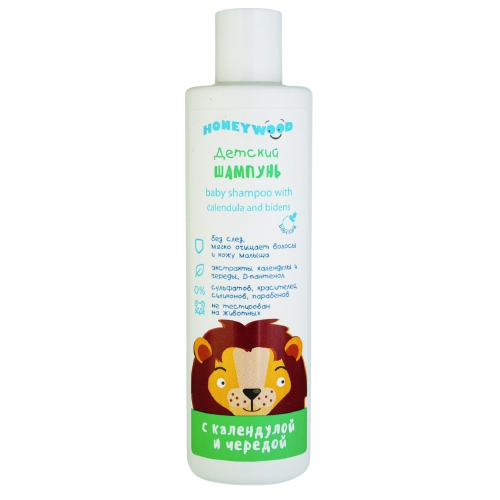 HONEYWOOD
Детский
ШАМПУНЬ
baby shampoo with
calendula and bidens
без слез,
мягко очищает волосы
и кожу малыша
экстракты календулы и
череды, D-пантенол
0% сульфатов, красителей,
силиконов, парабенов
не тестирован
на животных
с календулой
и чередой